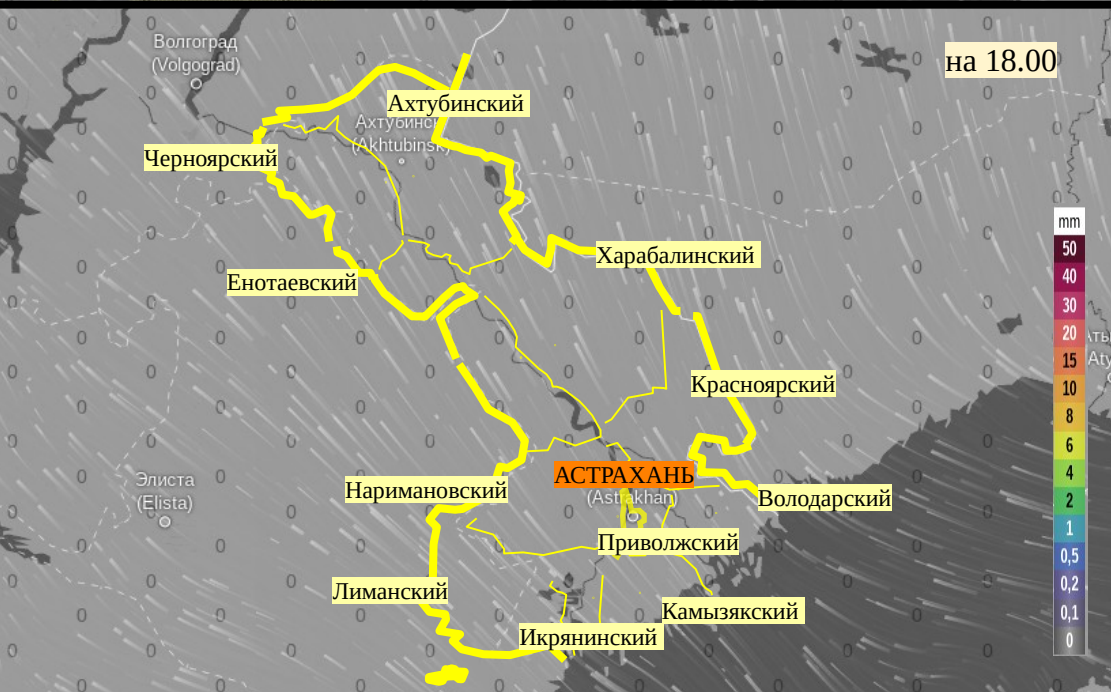 Волгоград
(Volgograd)
на 18.00
Ахтубинский
Ахтубинск
(Akhtubinsk)
Черноярский
mm
50
Харабалинский
40
Енотаевский
30
20
15
Красноярский
10
8
6
АСТРАХАНЬ
4
Элиста
(Elista)
Наримановский
(Astrakhan)
Володарский
2
1
Приволжский
0,5
0,2
Лиманский
0,1
Камызякский
Икрянинский
0